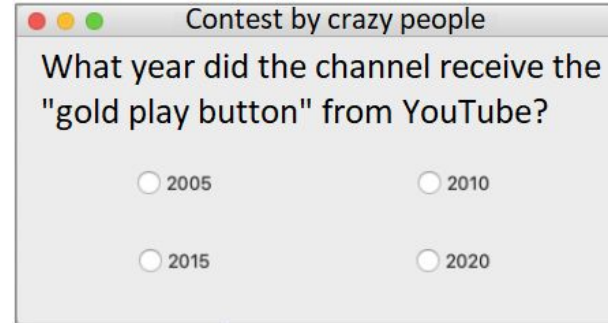 Contest by crazy people
What year did the channel receive the
"gold play button" from YouTube?
2005 2010
2015 2020